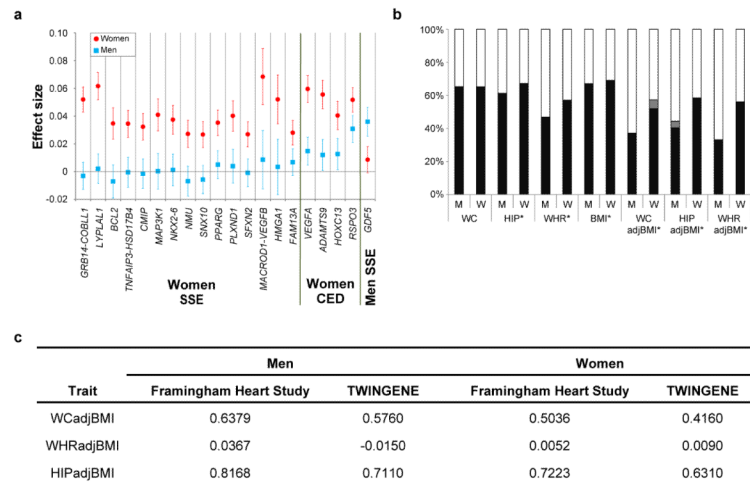 a
Women
Men
Effect size
0.10
0.08
0.06
0.04
0.02
0
-0.02
GRB14-COBLL1
LYPLAL1
BCL2
TNFAIP3-HSD17B4
CMIP
MAP3K1
NKX2-6
NMU
SNX10
PPARG
PLXND1
SFXN2
MACROD1-VEGFB
HMGA1
FAM13A
VEGFA
ADAMTS9
HOXC13
RSPO3
GDF5
Women
SSE
Women
CED
Men SSE
b
100%
80%
60%
40%
20%
0%
M W M W M W M W M W M W M W
WC HIP* WHR* BMI* WC adjBMI* HIP adjBMI* WHR adjBMI*
c
Men Women
Trait Framingham Heart Study TWINGENE Framingham Heart Study TWINGENE
WCadjBMI 0.6379 0.5760 0.5036 0.4160
WHRadjBMI 0.0367 -0.0150 0.0052 0.0090
HIPadjBMI 0.8168 0.7110 0.7223 0.6310